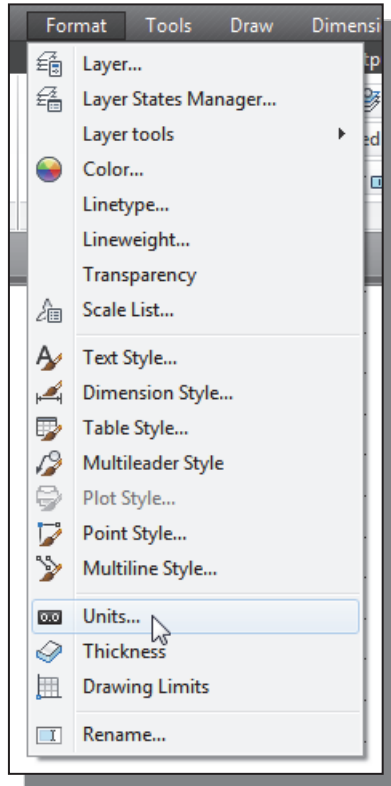 Format Tools Draw Dimensi
Layer...
Layer States Manager...
Layer tools
Color...
Linetype...
Lineweight...
Transparency
Scale List...
Text Style...
Dimension Style...
Table Style...
Multileader Style
Plot Style...
Point Style...
Multiline Style...
0.0 Units...
Thickness
Drawing Limits
Rename...